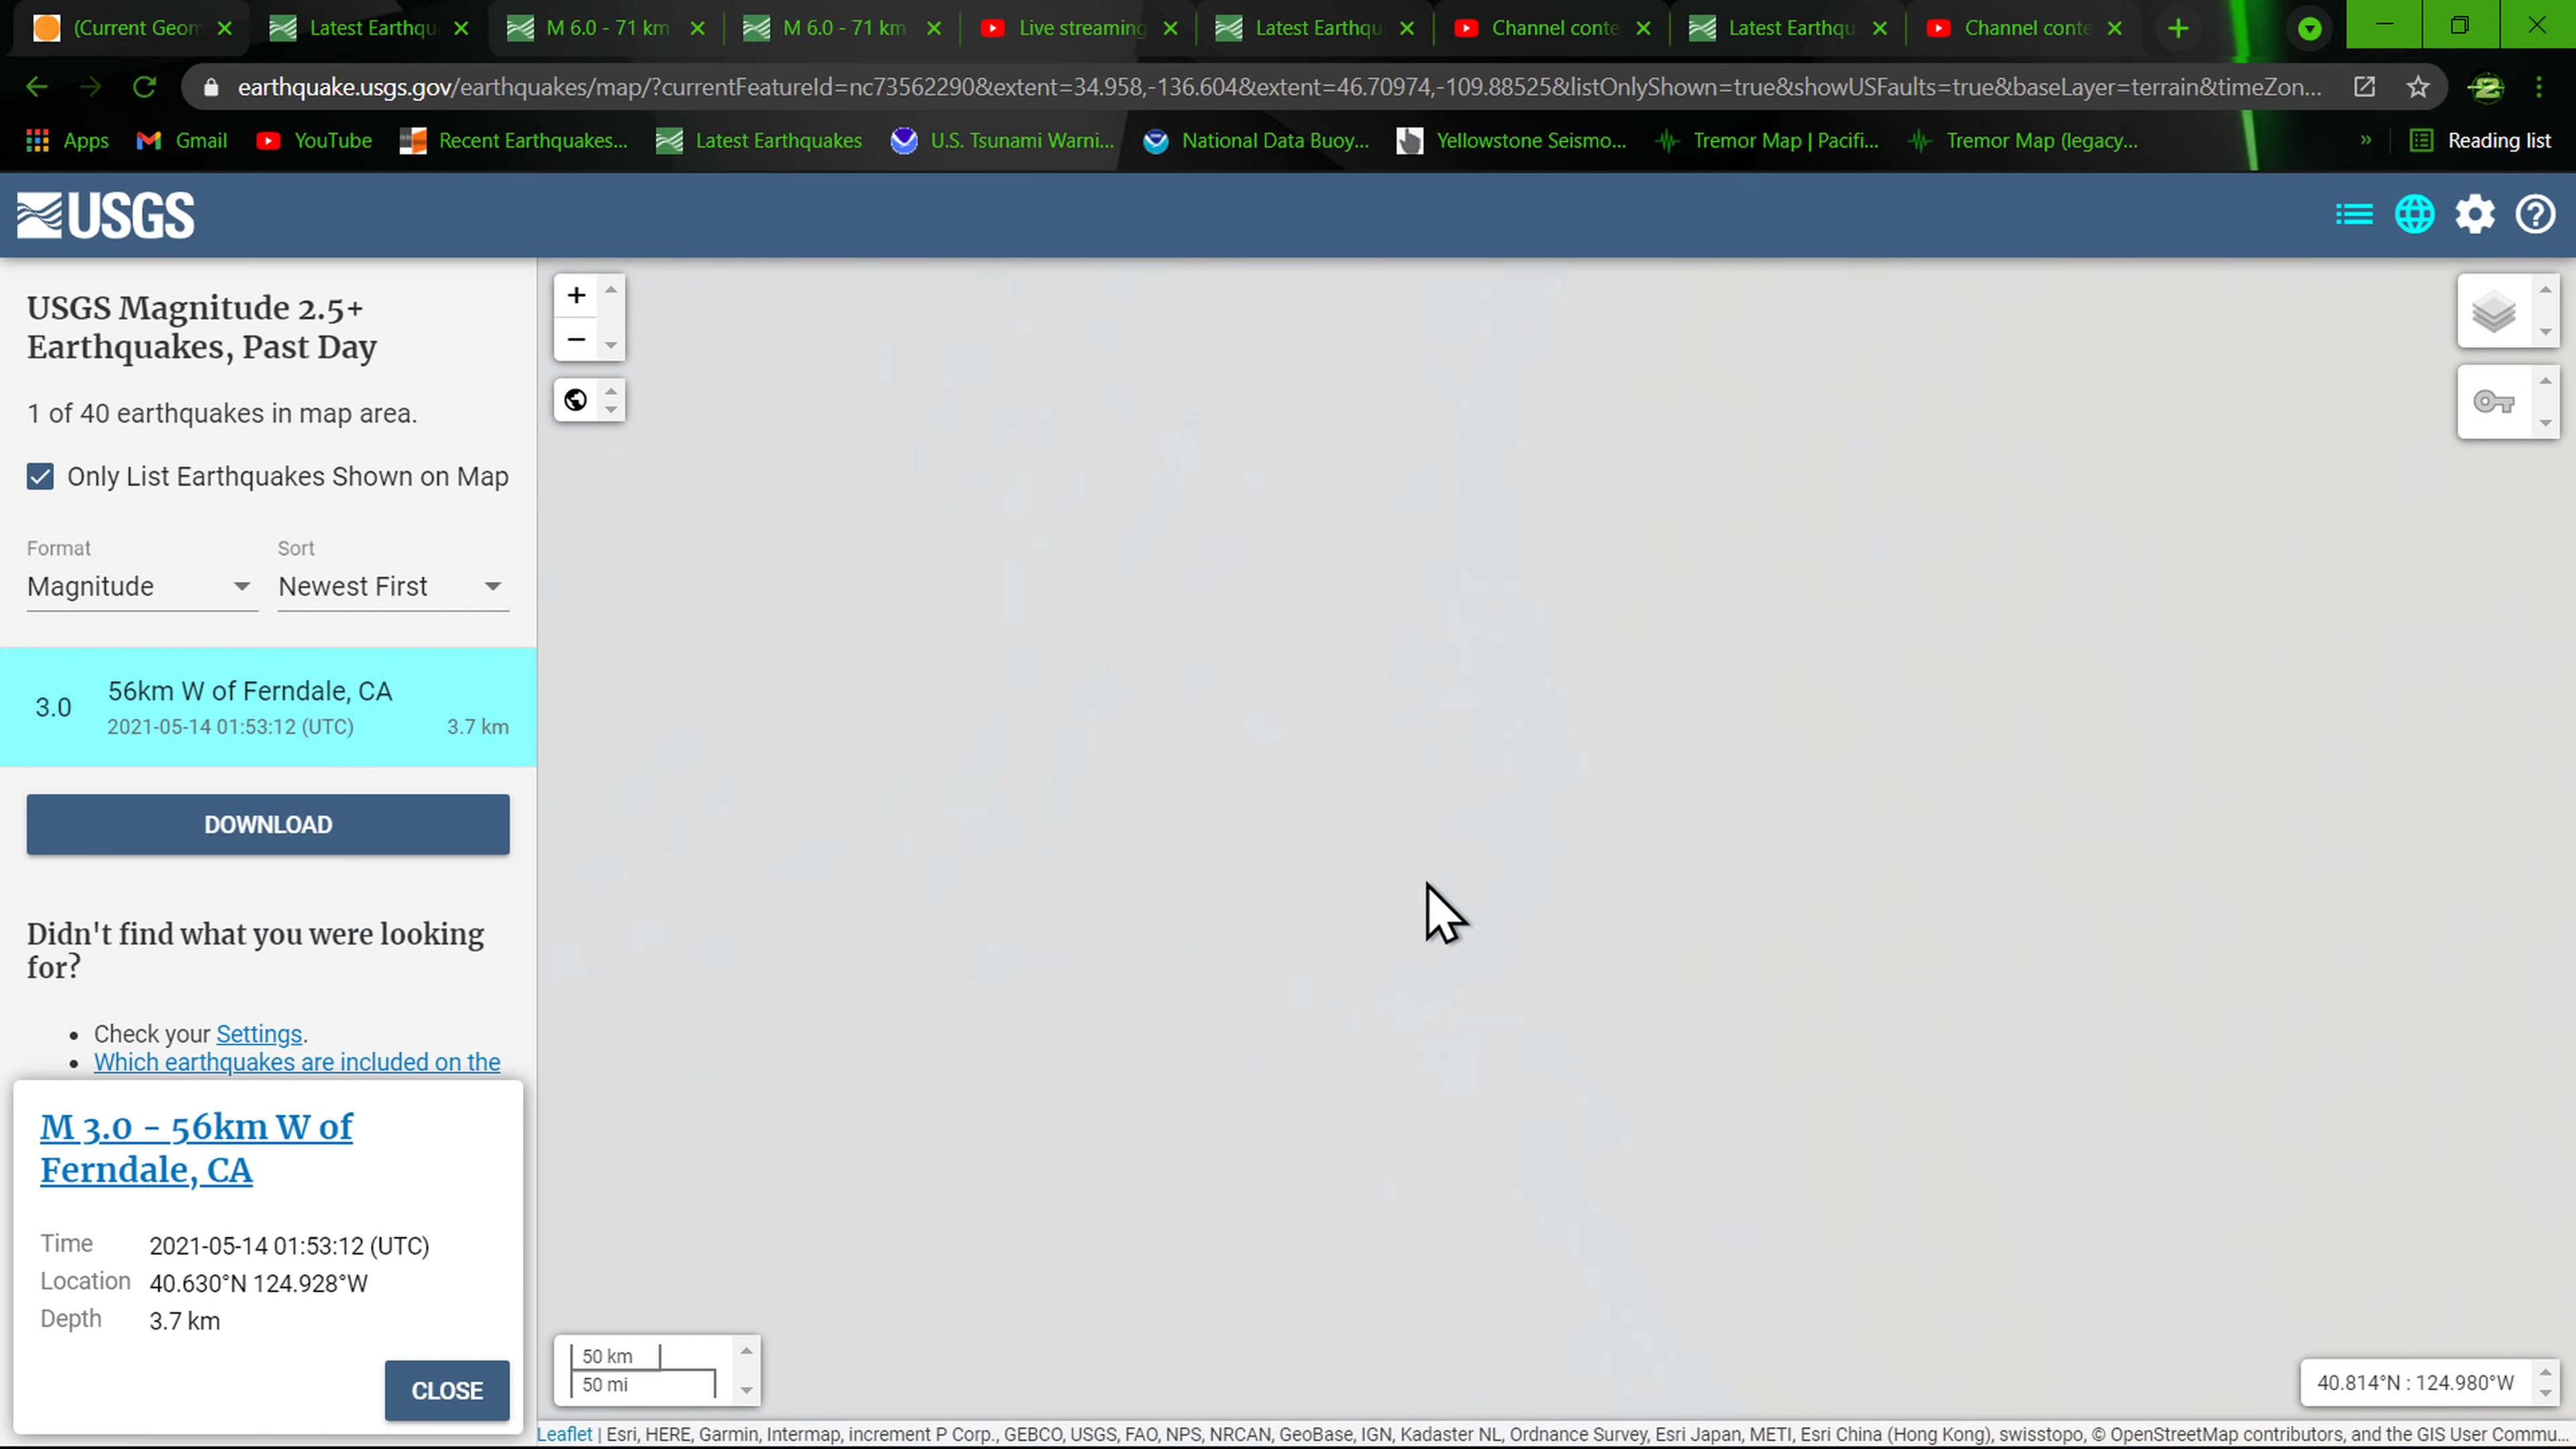 (Current Geom
Latest Earthqu
M 6.0 - 71 km
M 6.0 - 71 km
Live streaming
Latest Earthqu
Channel conte
Latest Earthqu
Channel conte
earthquake.usgs.gov/earthquakes/map/?currentFeatureId=nc73562290&extent=34.958,-136.604&extent=46.70974,-109.88525&listOnlyShown=true&showUSFaults=true&baseLayer=terrain&timeZon...
Apps
Gmail
YouTube
Recent Earthquakes...
Latest Earthquakes
U.S. Tsunami Warni...
National Data Buoy...
Yellowstone Seismo...
Tremor Map | Pacifi...
Tremor Map (legacy...
»
Reading list
USGS
USGS Magnitude 2.5+
Earthquakes, Past Day
1 of 40 earthquakes in map area.
Only List Earthquakes Shown on Map
Format
Sort
Magnitude
Newest First
3.0
56km W of Ferndale, CA
2021-05-14 01:53:12 (UTC)
3.7 km
DOWNLOAD
Didn't find what you were looking
for?
Check your Settings.
Which earthquakes are included on the
M 3.0 - 56km W of
Ferndale, CA
Time 2021-05-14 01:53:12 (UTC)
Location 40.630°N 124.928°W
Depth 3.7 km
CLOSE
50 km
50 mi
40.814°N : 124.980°W
Leaflet | Esri, HERE, Garmin, Intermap, increment P Corp., GEBCO, USGS, FAO, NPS, NRCAN, GeoBase, IGN, Kadaster NL, Ordnance Survey, Esri Japan, METI, Esri China (Hong Kong), swisstopo, © OpenStreetMap contributors, and the GIS User Commu...